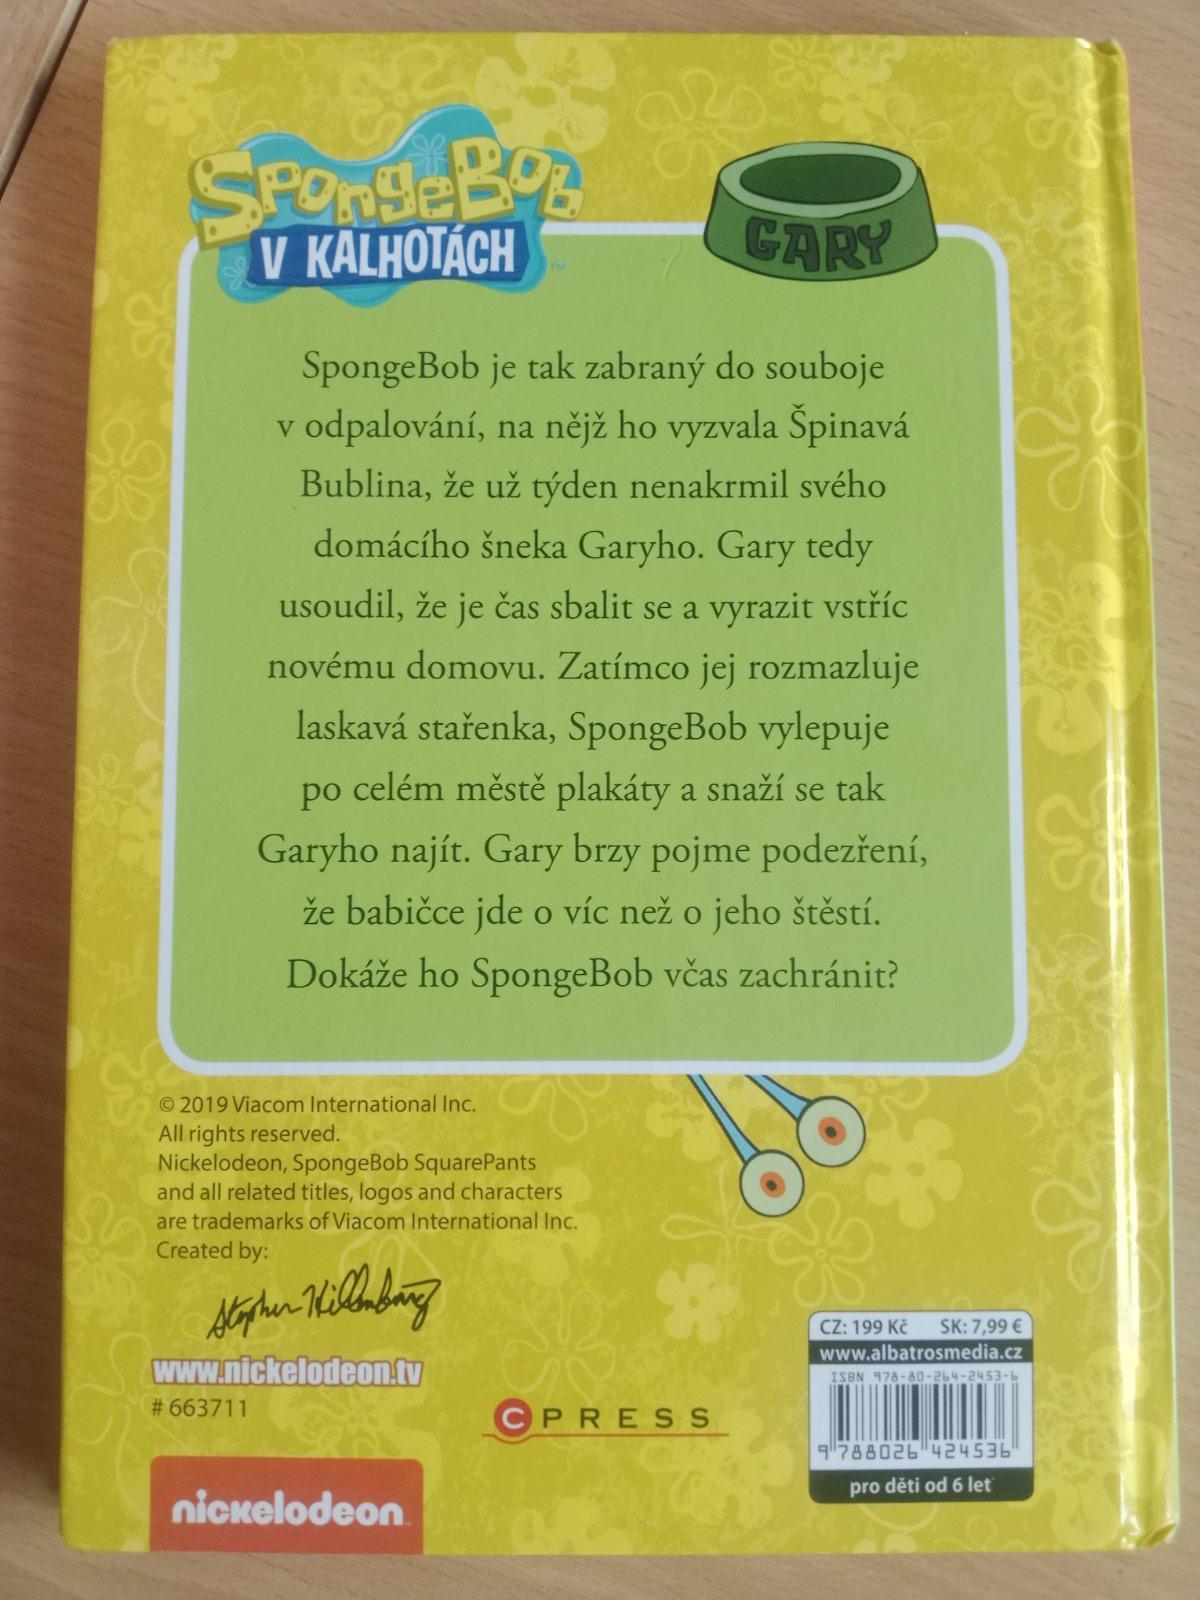 SpongeBob
V KALHOTÁCH
™
GARY
SpongeBob je tak zabraný do souboje
v odpalování, na nějž ho vyzvala Špinavá
Bublina, že už týden nenakrmil svého
domácího šneka Garyho. Gary tedy
usoudil, že je čas sbalit se a vyrazit vstříc
novému domovu. Zatímco jej rozmazluje
laskavá stařenka, SpongeBob vylepuje
po celém městě plakáty a snaží se tak
Garyho najít. Gary brzy pojme podezření,
že babičce jde o víc než o jeho štěstí.
Dokáže ho SpongeBob včas zachránit?
© 2019 Viacom International Inc.
All rights reserved.
Nickelodeon, SpongeBob SquarePants
and all related titles, logos and characters
are trademarks of Viacom International Inc.
Created by:
Stephen Hillenburg
www.nickelodeon.tv
# 663711
nickelodeon
CPRESS
CZ: 199 Kč SK: 7,99 €
www.albatrosmedia.cz
ISBN 978-80-264-2453-6
9 788026 424536
pro děti od 6 let